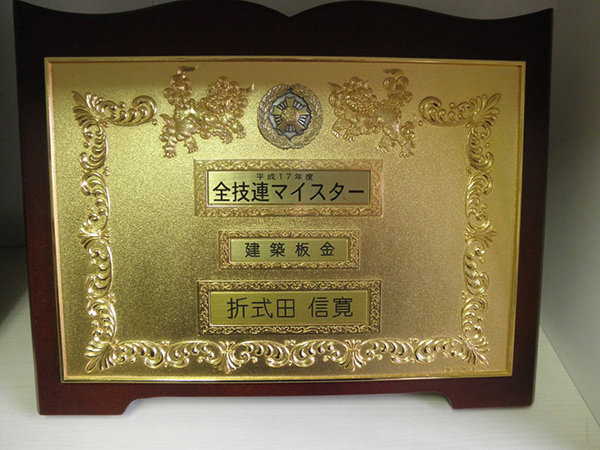 平成17年度
全技連マイスター
建築板金
折式田 信寛